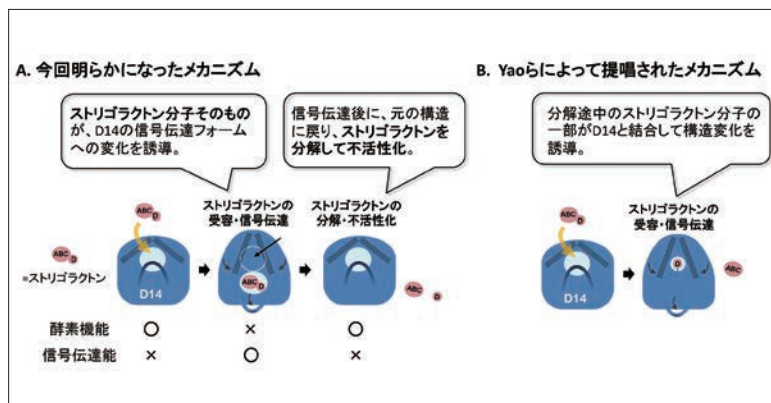 A. 今回明らかになったメカニズム
B. Yaoらによって提唱されたメカニズム
ストリゴラクトン分子そのもの
が、D14の信号伝達フォーム
への変化を誘導。
信号伝達後に、元の構造
に戻り、ストリゴラクトンを
分解して不活性化。
分解途中のストリゴラクトン分子の
一部がD14と結合して構造変化を
誘導。
ストリゴラクトンの
受容・信号伝達
ストリゴラクトンの
分解・不活性化
ストリゴラクトンの
受容・信号伝達
ABC D
ABC D
=ストリゴラクトン
D14
ABC D
ABC D
ABC D
D14
D
ABC
酵素機能 ○ × ○
信号伝達能 × ○ ×